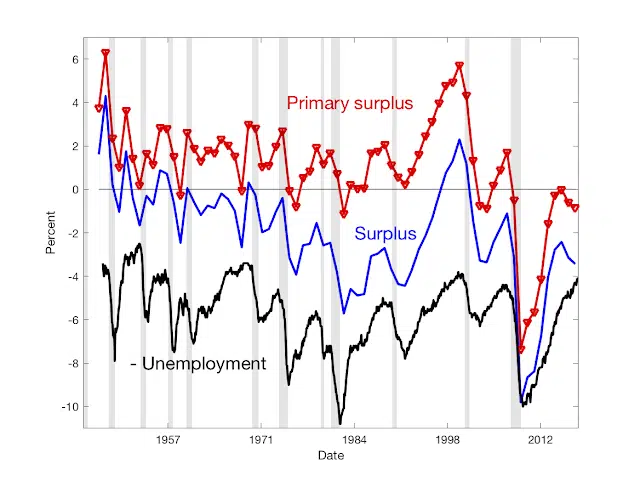 6
4
2
0
-2
-4
-6
-8
-10
Percent
Primary surplus
Surplus
- Unemployment
1957
1971
1984
1998
2012
Date